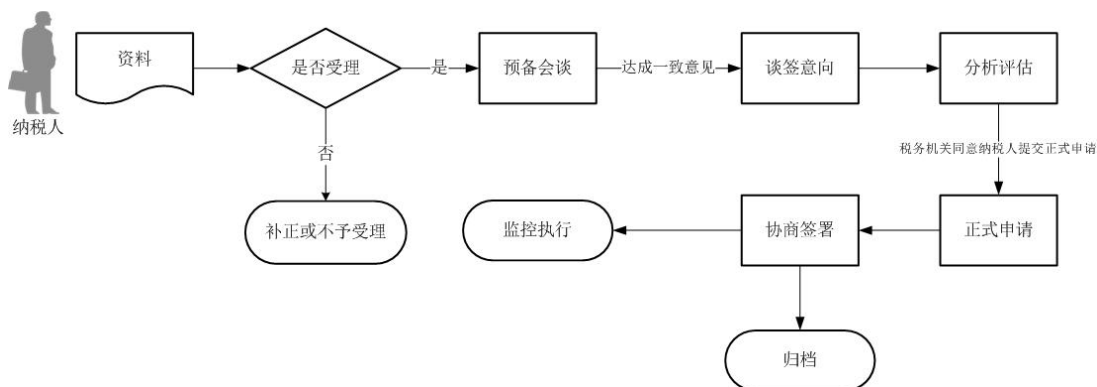 资料
是否受理
是
预备会谈
达成一致意见
谈签意向
分析评估
纳税人
否
税务机关同意纳税人提交正式申请
补正或不予受理
监控执行
协商签署
正式申请
归档